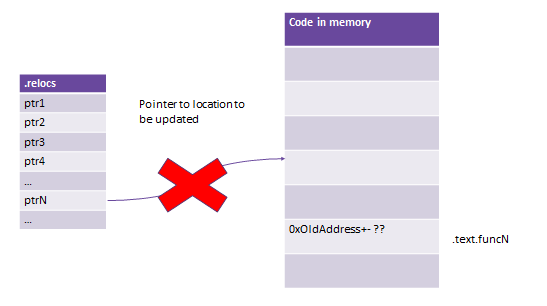 .relocs
ptr1
ptr2
ptr3
ptr4
...
ptrN
...
Pointer to location to
be updated
Code in memory
0xOldAddress+- ??
.text.funcN